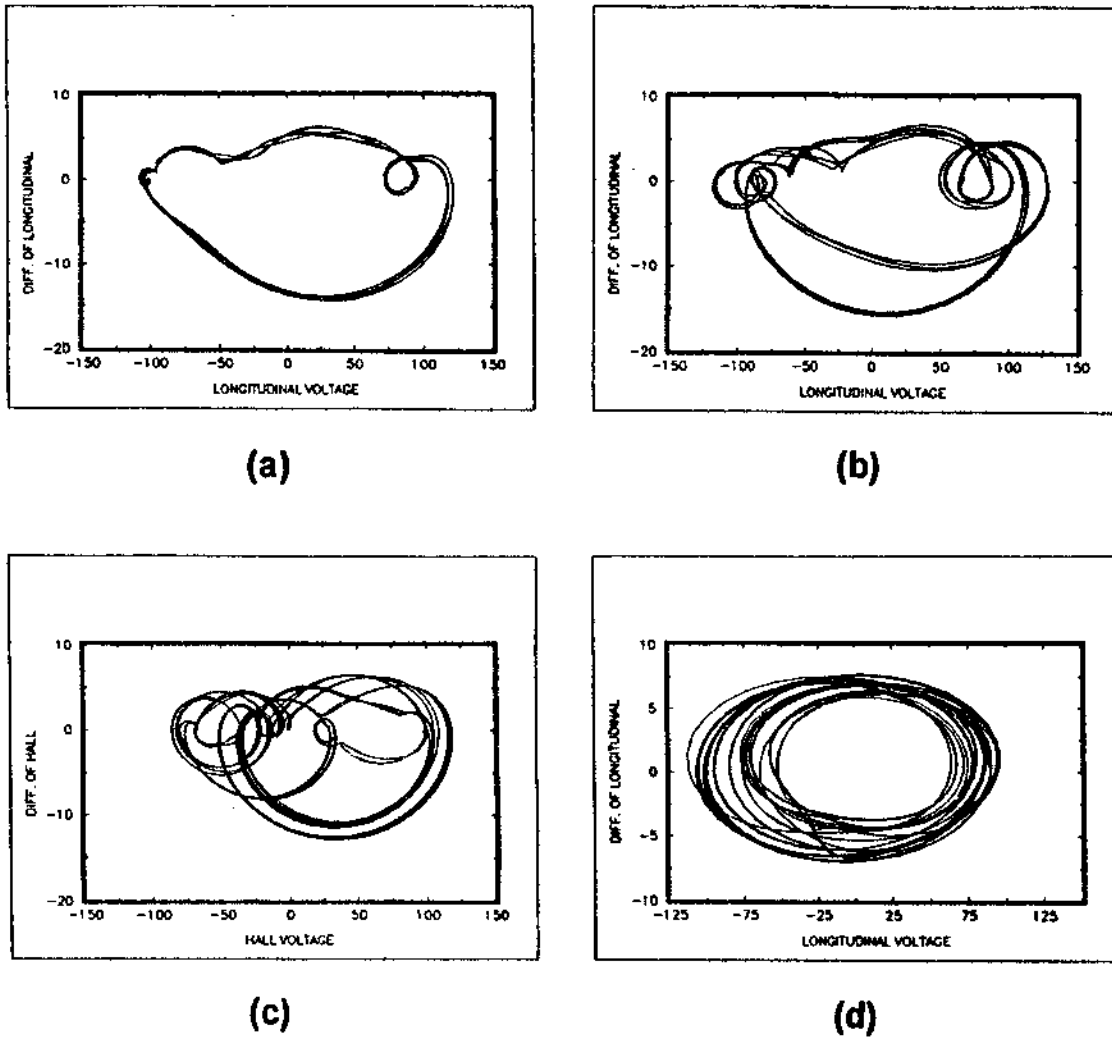 10
0
-10
-20
DIFF. OF LONGITUDINAL
-150 -100 -50 0 50 100 150
LONGITUDINAL VOLTAGE
(a)
10
0
-10
-20
DIFF. OF LONGITUDINAL
-150 -100 -50 0 50 100 150
LONGITUDINAL VOLTAGE
(b)
10
0
-10
-20
DIFF. OF HALL
-150 -100 -50 0 50 100 150
HALL VOLTAGE
(c)
10
5
0
-5
-10
DIFF. OF LONGITUDINAL
-125 -75 -25 25 75 125
LONGITUDINAL VOLTAGE
(d)